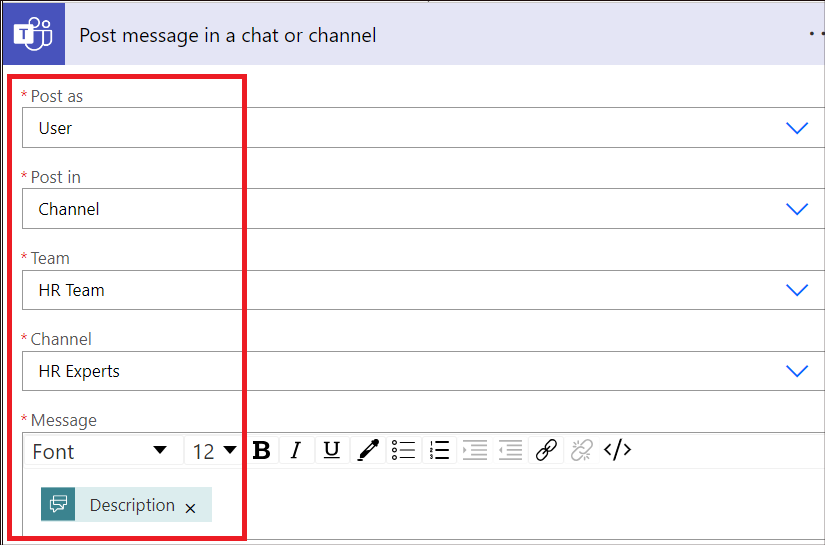 T
Post message in a chat or channel
* Post as
User
* Post in
Channel
* Team
HR Team
* Channel
HR Experts
* Message
Font 12 B I U </>
Description ×